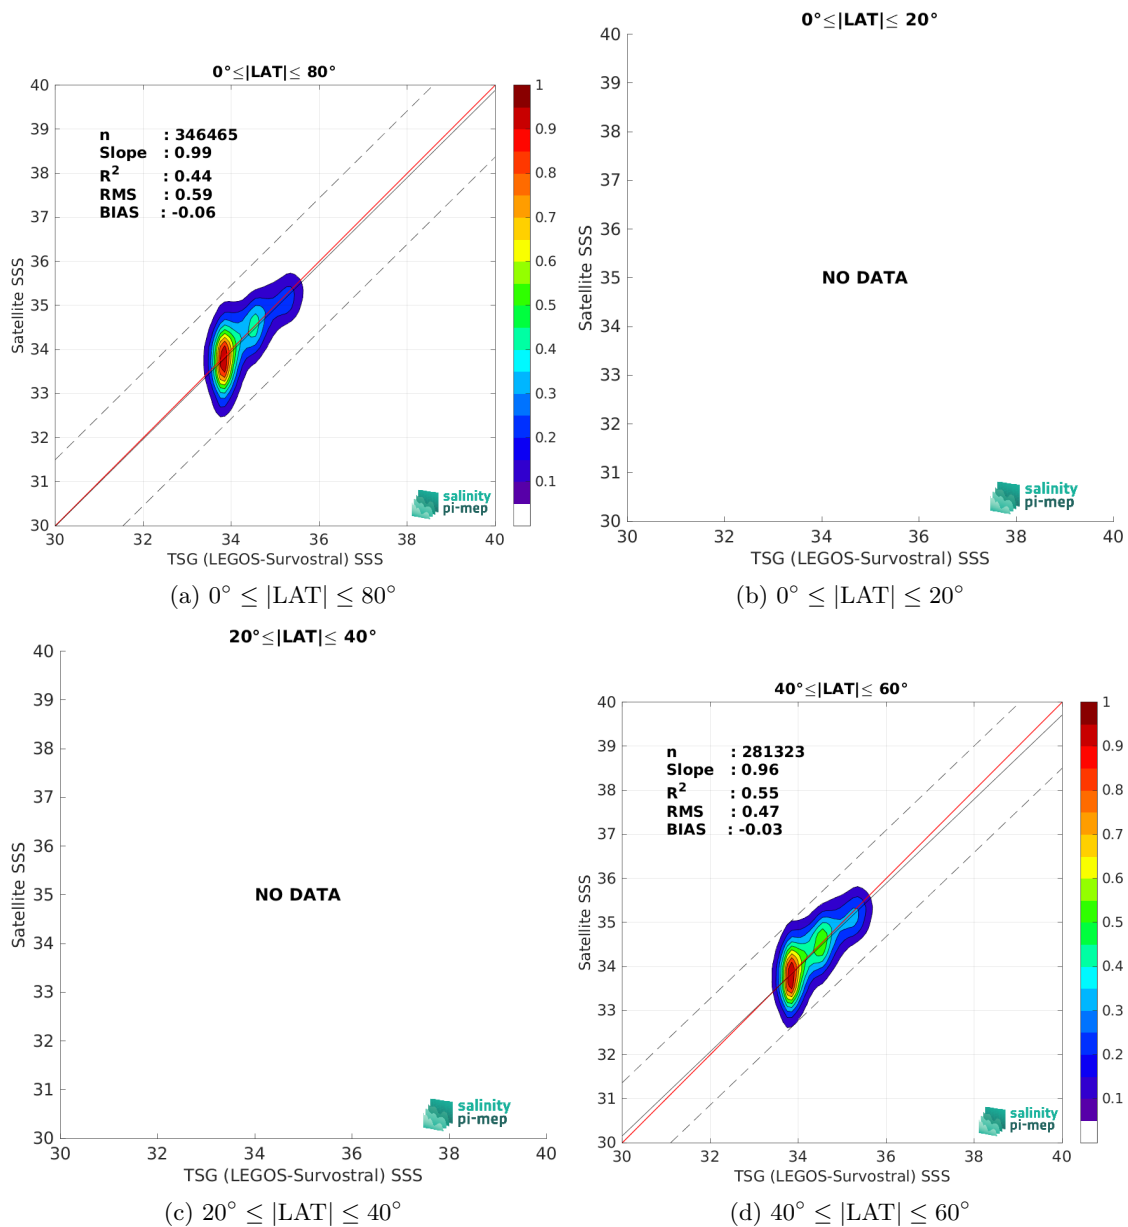 0°≤|LAT|≤ 80°
40
39
38
37
36
35
34
33
32
31
30
Satellite SSS
n : 346465
Slope : 0.99
R2 : 0.44
RMS : 0.59
BIAS : -0.06
salinity
pi-mep
30 32 34 36 38 40
TSG (LEGOS-Survostral) SSS
1
0.9
0.8
0.7
0.6
0.5
0.4
0.3
0.2
0.1
(a) 0° ≤ |LAT| ≤ 80°
0°≤|LAT|≤ 20°
40
39
38
37
36
35
34
33
32
31
30
Satellite SSS
NO DATA
salinity
pi-mep
30 32 34 36 38 40
TSG (LEGOS-Survostral) SSS
(b) 0° ≤ |LAT| ≤ 20°
20°≤|LAT|≤ 40°
40
39
38
37
36
35
34
33
32
31
30
Satellite SSS
NO DATA
salinity
pi-mep
30 32 34 36 38 40
TSG (LEGOS-Survostral) SSS
(c) 20° ≤ |LAT| ≤ 40°
40°≤|LAT|≤ 60°
40
39
38
37
36
35
34
33
32
31
30
Satellite SSS
n : 281323
Slope : 0.96
R2 : 0.55
RMS : 0.47
BIAS : -0.03
salinity
pi-mep
30 32 34 36 38 40
TSG (LEGOS-Survostral) SSS
1
0.9
0.8
0.7
0.6
0.5
0.4
0.3
0.2
0.1
(d) 40° ≤ |LAT| ≤ 60°